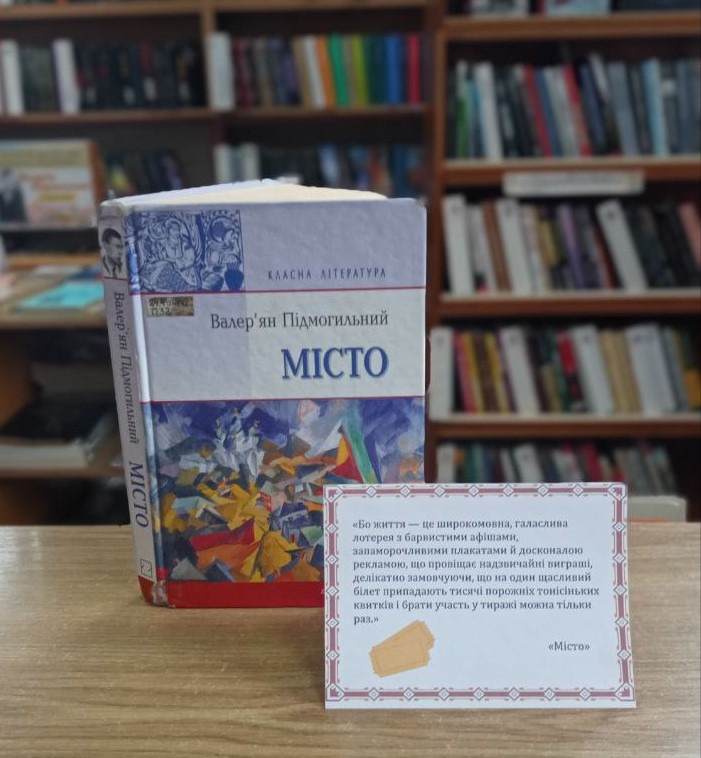 КЛАСНА ЛІТЕРАТУРА
Валер'ян Підмогильний
МІСТО
Валер'ян Підмогильний МІСТО
«Бо життя — це широкомовна, галаслива
лотерея з барвистими афішами,
запаморочливими плакатами й досконалою
рекламою, що провіщає надзвичайні виграші,
делікатно замовчуючи, що на один щасливий
білет припадають тисячі порожніх тонісіньких
квитків і брати участь у тиражі можна тільки
раз.»
«Місто»